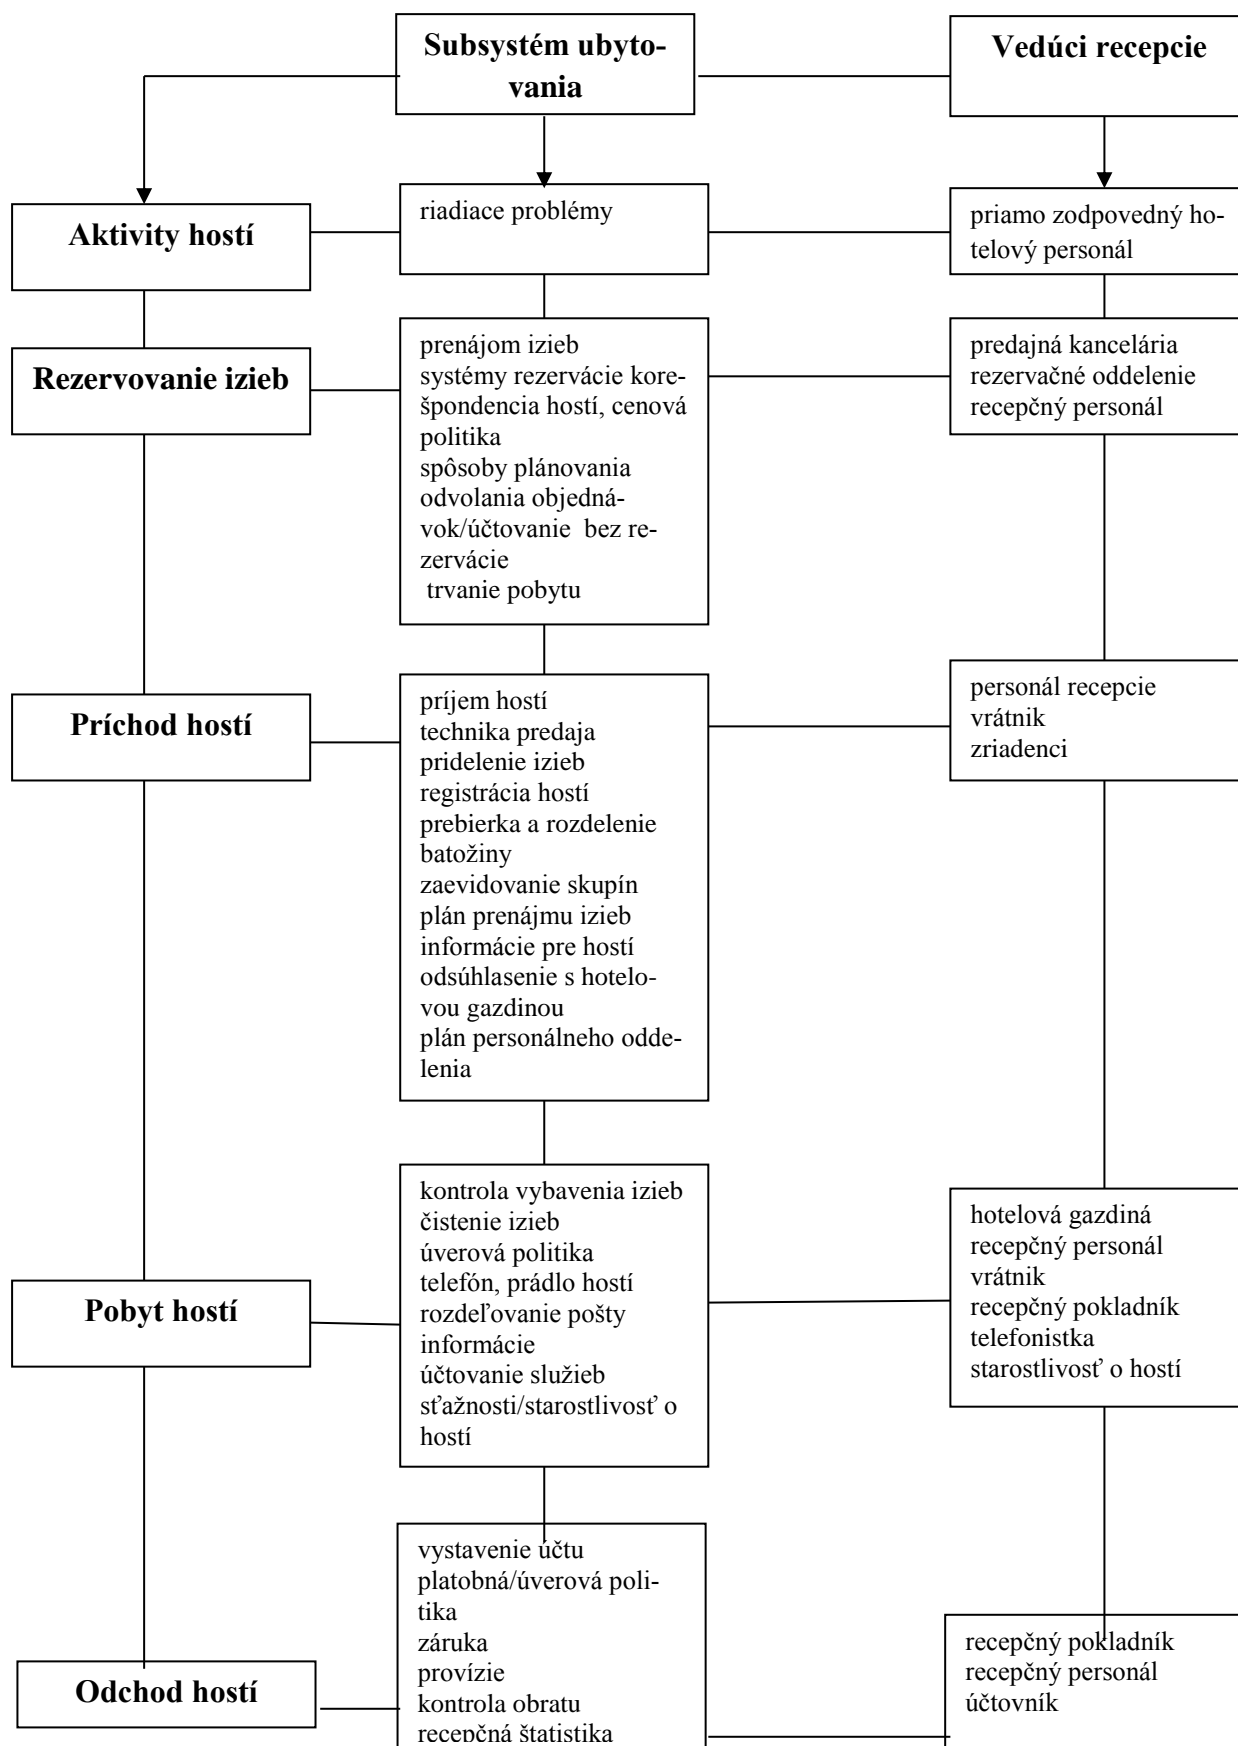 Subsystém ubyto-
vania
Vedúci recepcie
Aktivity hostí
riadiace problémy
priamo zodpovedný ho-
telový personál
Rezervovanie izieb
prenájom izieb
systémy rezervácie kore-
špondencia hostí, cenová
politika
spôsoby plánovania
odvolania objedná-
vok/účtovanie  bez re-
zervácie
trvanie pobytu
predajná kancelária
rezervačné oddelenie
recepčný personál
Príchod hostí
príjem hostí
technika predaja
pridelenie izieb
registrácia hostí
prebierka a rozdelenie
batožiny
zaevidovanie skupín
plán prenájmu izieb
informácie pre hostí
odsúhlasenie s hotelo-
vou gazdinou
plán personálneho odde-
lenia
personál recepcie
vrátnik
zriadenci
Pobyt hostí
kontrola vybavenia izieb
čistenie izieb
úverová politika
telefón, prádlo hostí
rozdeľovanie pošty
informácie
účtovanie služieb
sťažnosti/starostlivosť o
hostí
hotelová gazdiná
recepčný personál
vrátnik
recepčný pokladník
telefonistka
starostlivosť o hostí
Odchod hostí
vystavenie účtu
platobná/úverová poli-
tika
záruka
provízie
kontrola obratu
recepčná štatistika
recepčný pokladník
recepčný personál
účtovník